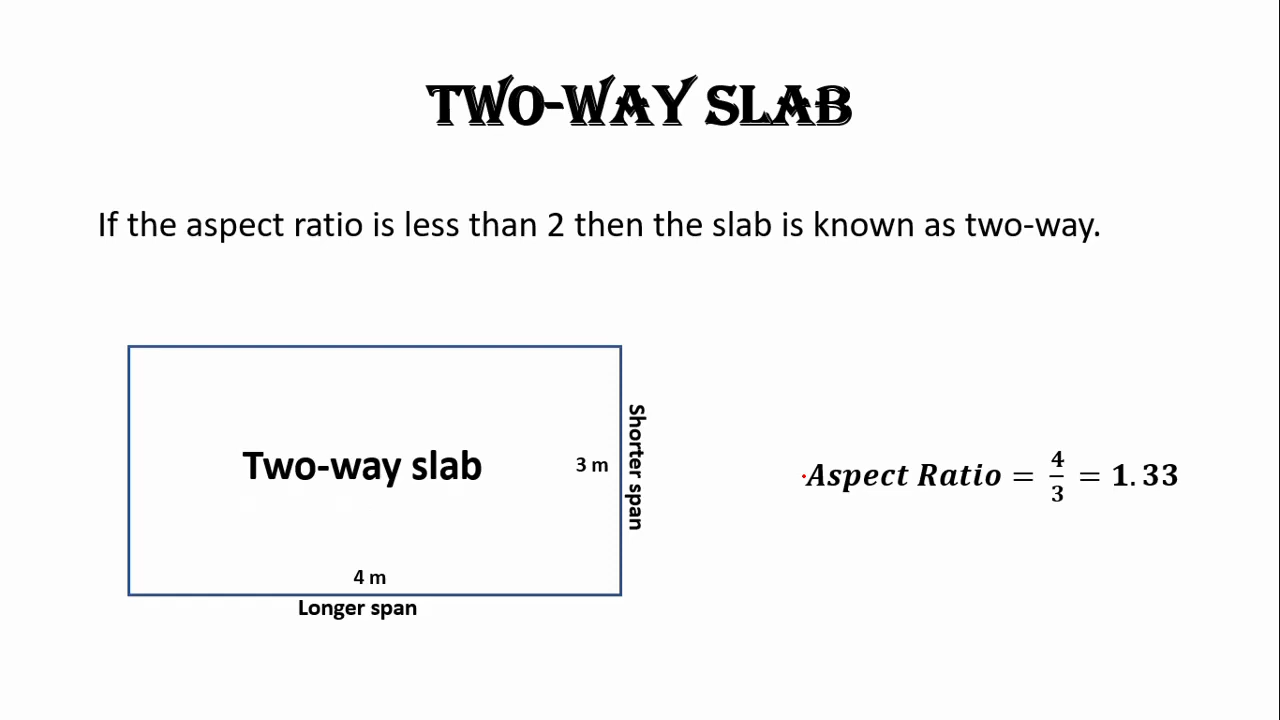 TWO-WAY SLAB
If the aspect ratio is less than 2 then the slab is known as two-way.
Two-way slab
3 m
Shorter span
4 m
Longer span
Aspect Ratio = 4/3 = 1.33